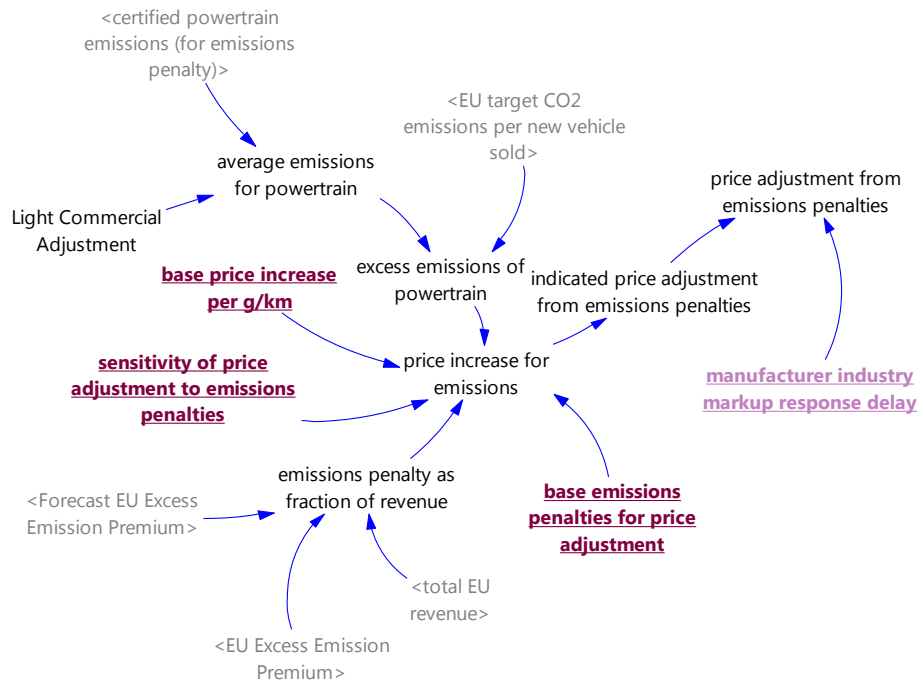 <certified powertrain
emissions (for emissions
penalty)>
<EU target CO2
emissions per new vehicle
sold>
average emissions
for powertrain
price adjustment from
emissions penalties
Light Commercial
Adjustment
excess emissions of
powertrain
base price increase
per g/km
indicated price adjustment
from emissions penalties
sensitivity of price
adjustment to emissions
penalties
price increase for
emissions
manufacturer industry
markup response delay
emissions penalty as
fraction of revenue
<Forecast EU Excess
Emission Premium>
base emissions
penalties for price
adjustment
<total EU
revenue>
<EU Excess Emission
Premium>